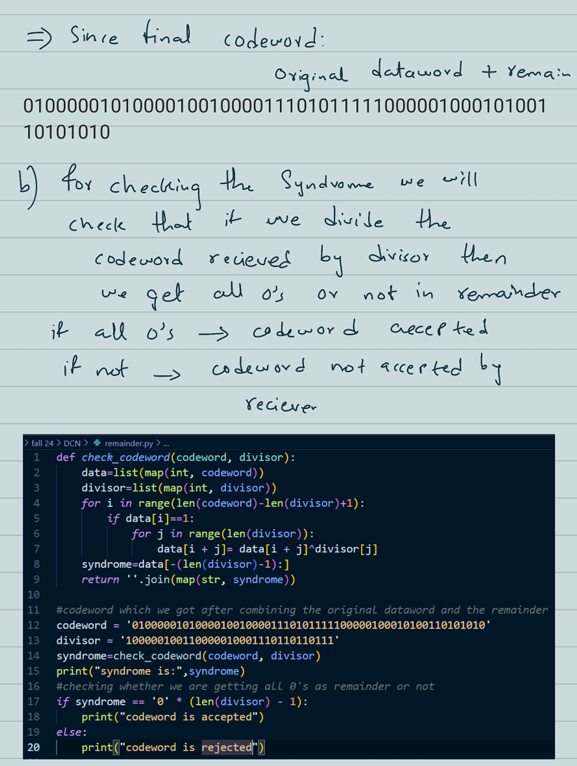 ⇒ Since final codeword:
Original dataword + remain
010000010100001001000011101011111000001000101001
10101010
b) for checking the Syndrome we will
check that if we divide the
codeword recieved by divisor then
we get all 0's or not in remainder
if all 0's → codeword accepted
if not → codeword not accepted by
reciever
> fall 24 > DCN > remainder.py > ...
1 def check_codeword(codeword, divisor):
2 data=list(map(int, codeword))
3 divisor=list(map(int, divisor))
4 for i in range(len(codeword)-len(divisor)+1):
5 if data[i]==1:
6 for j in range(len(divisor)):
7 data[i + j]= data[i + j]^divisor[j]
8 syndrome=data[-(len(divisor)-1):]
9 return ''.join(map(str, syndrome))
10
11 #codeword which we got after combining the original dataword and the remainder
12 codeword = '01000001010000100100001110101111100000100010100110101010'
13 divisor = '100000100110000010001110110110111'
14 syndrome=check_codeword(codeword, divisor)
15 print("syndrome is:",syndrome)
16 #checking whether we are getting all 0's as remainder or not
17 if syndrome == '0' * (len(divisor) - 1):
18 print("codeword is accepted")
19 else:
20 print("codeword is rejected")